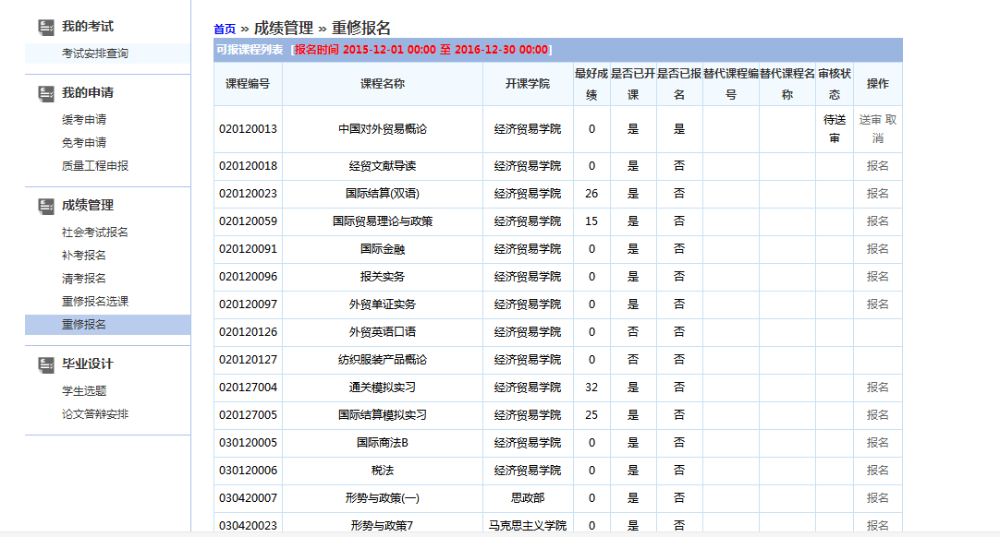 我的考试
考试安排查询
我的申请
缓考申请
免考申请
质量工程申报
成绩管理
社会考试报名
补考报名
清考报名
重修报名选课
重修报名
毕业设计
学生选题
论文答辩安排
首页 » 成绩管理 » 重修报名
可报课程列表 [报名时间 2015-12-01 00:00 至 2016-12-30 00:00]
课程编号 课程名称 开课学院 最好成绩 是否已开课 是否已报名 替代课程编号 替代课程名称 审核状态 操作
020120013 中国对外贸易概论 经济贸易学院 0 是 是 待送审 送审 取消
020120018 经贸文献导读 经济贸易学院 0 是 否 报名
020120023 国际结算(双语) 经济贸易学院 26 是 否 报名
020120059 国际贸易理论与政策 经济贸易学院 15 是 否 报名
020120091 国际金融 经济贸易学院 0 是 否 报名
020120096 报关实务 经济贸易学院 0 是 否 报名
020120097 外贸单证实务 经济贸易学院 0 是 否 报名
020120126 外贸英语口语 经济贸易学院 0 否 否
020120127 纺织服装产品概论 经济贸易学院 0 否 否
020127004 通关模拟实习 经济贸易学院 32 是 否 报名
020127005 国际结算模拟实习 经济贸易学院 25 是 否 报名
030120005 国际商法B 经济贸易学院 0 是 否 报名
030120006 税法 经济贸易学院 0 是 否 报名
030420007 形势与政策(一) 思政部 0 是 否 报名
030420023 形势与政策7 马克思主义学院 0 是 否 报名